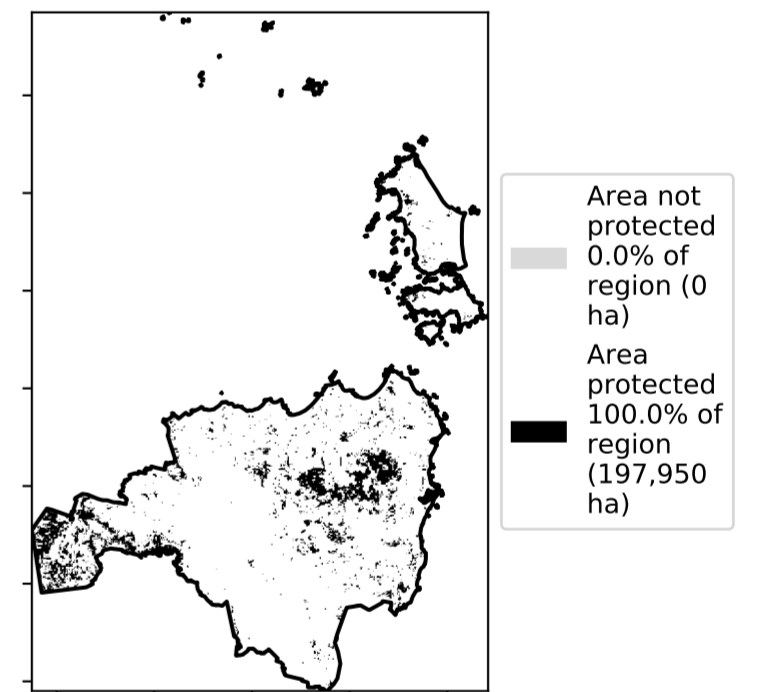 Area not
protected
0.0% of
region (0
ha)
Area
protected
100.0% of
region
(197,950
ha)